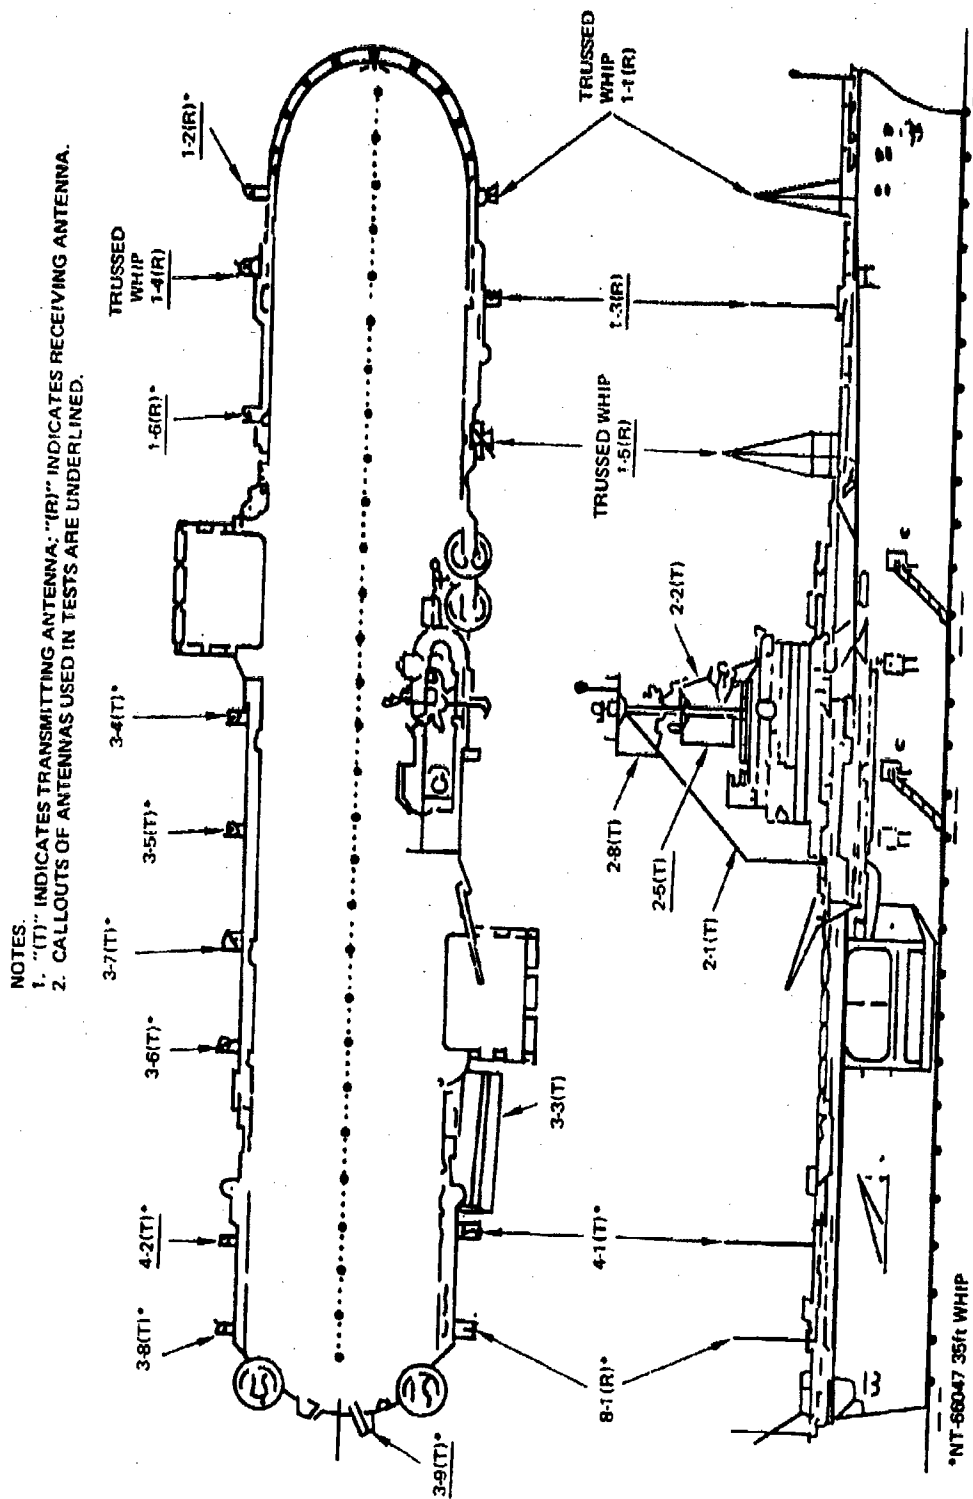 NOTES.
1. "(T)" INDICATES TRANSMITTING ANTENNA; "(R)" INDICATES RECEIVING ANTENNA.
2. CALLOUTS OF ANTENNAS USED IN TESTS ARE UNDERLINED.
3-8(T)*
4-2(T)*
3-6(T)*
3-7(T)*
3-5(T)*
3-4(T)*
1-6(R)*
TRUSSED
WHIP
1-4(R)
1-2(R)*
3-9(T)*
3-3(T)
8-1(R)*
4-1(T)*
2-1(T)
2-5(T)
2-8(T)
2-2(T)
TRUSSED WHIP
1-5(R)
1-3(R)
TRUSSED
WHIP
1-1(R)
13
*NT-66047 35ft WHIP